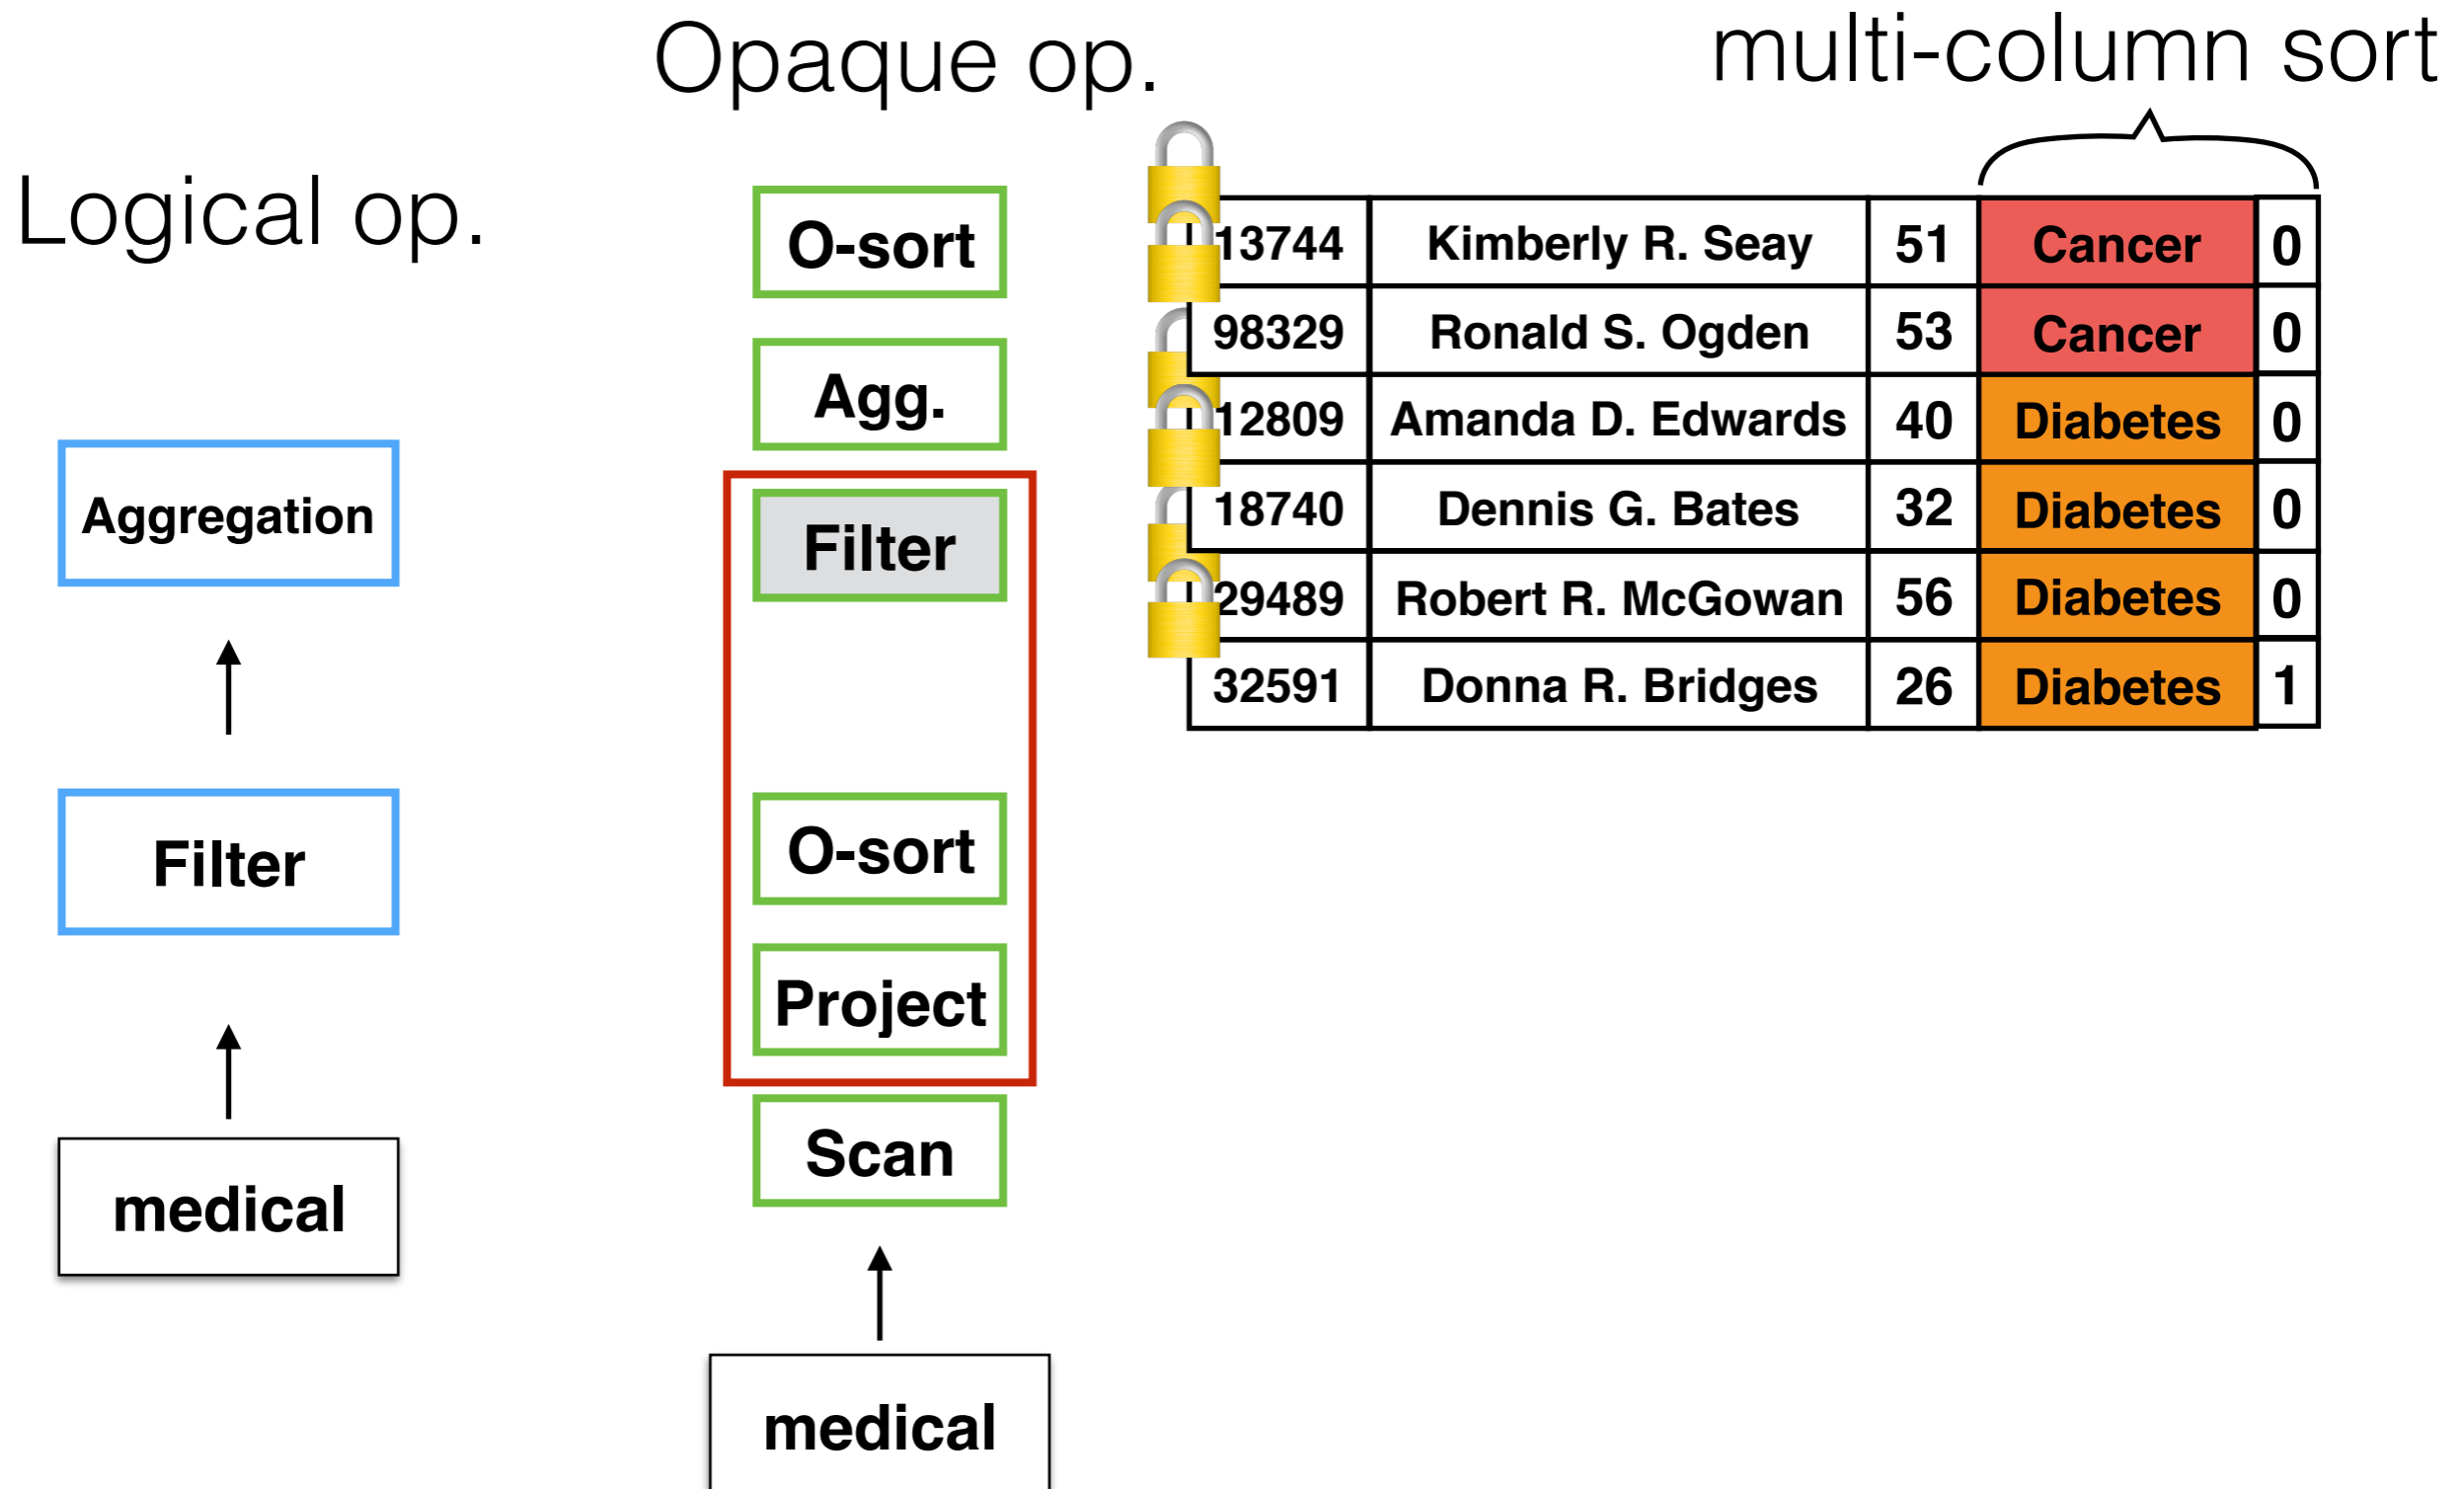 Opaque op.
multi-column sort
Logical op.
O-sort
Agg.
Filter
O-sort
Project
Scan
medical
Aggregation
Filter
medical
13744 Kimberly R. Seay 51 Cancer 0
98329 Ronald S. Ogden 53 Cancer 0
12809 Amanda D. Edwards 40 Diabetes 0
18740 Dennis G. Bates 32 Diabetes 0
29489 Robert R. McGowan 56 Diabetes 0
32591 Donna R. Bridges 26 Diabetes 1